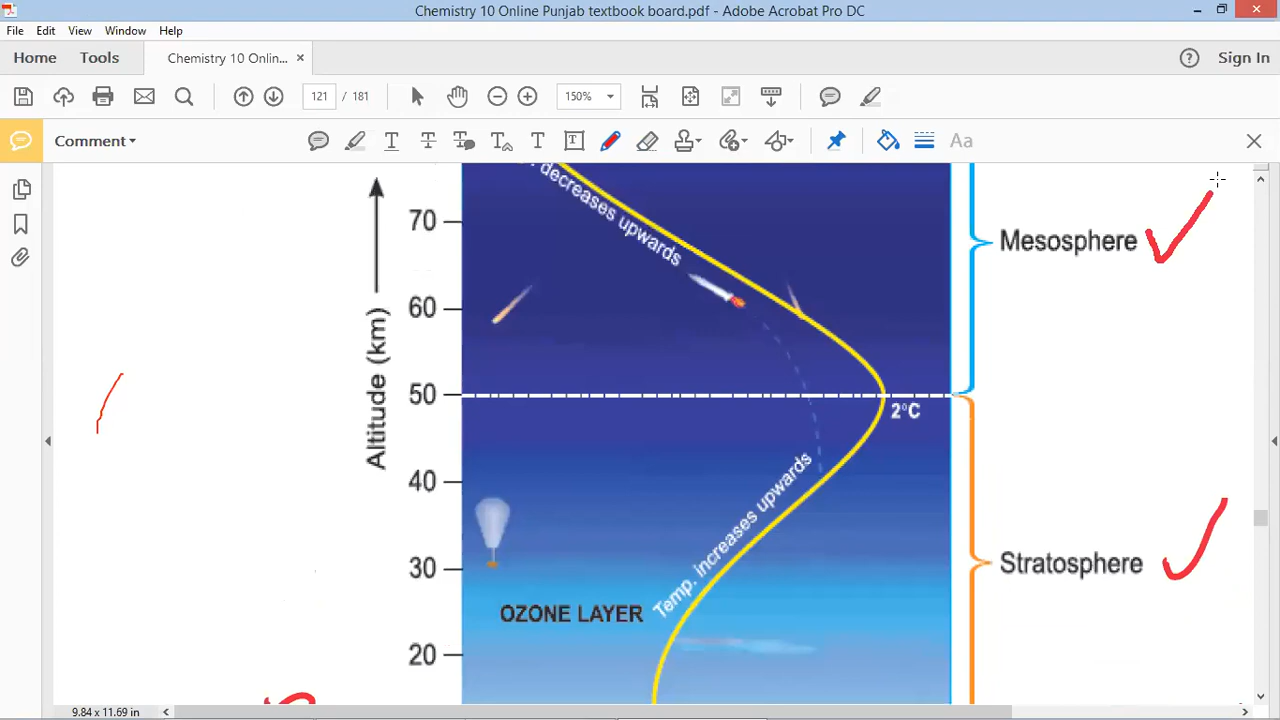 Chemistry 10 Online Punjab textbook board.pdf - Adobe Acrobat Pro DC
File Edit View Window Help
Home Tools Chemistry 10 Onlin... × Sign In
121 / 181 150%
Comment
decreases upwards
70
Mesosphere
60
Altitude (km)
50
2°C
40
Temp. increases upwards
30
Stratosphere
OZONE LAYER
20
9.84 x 11.69 in